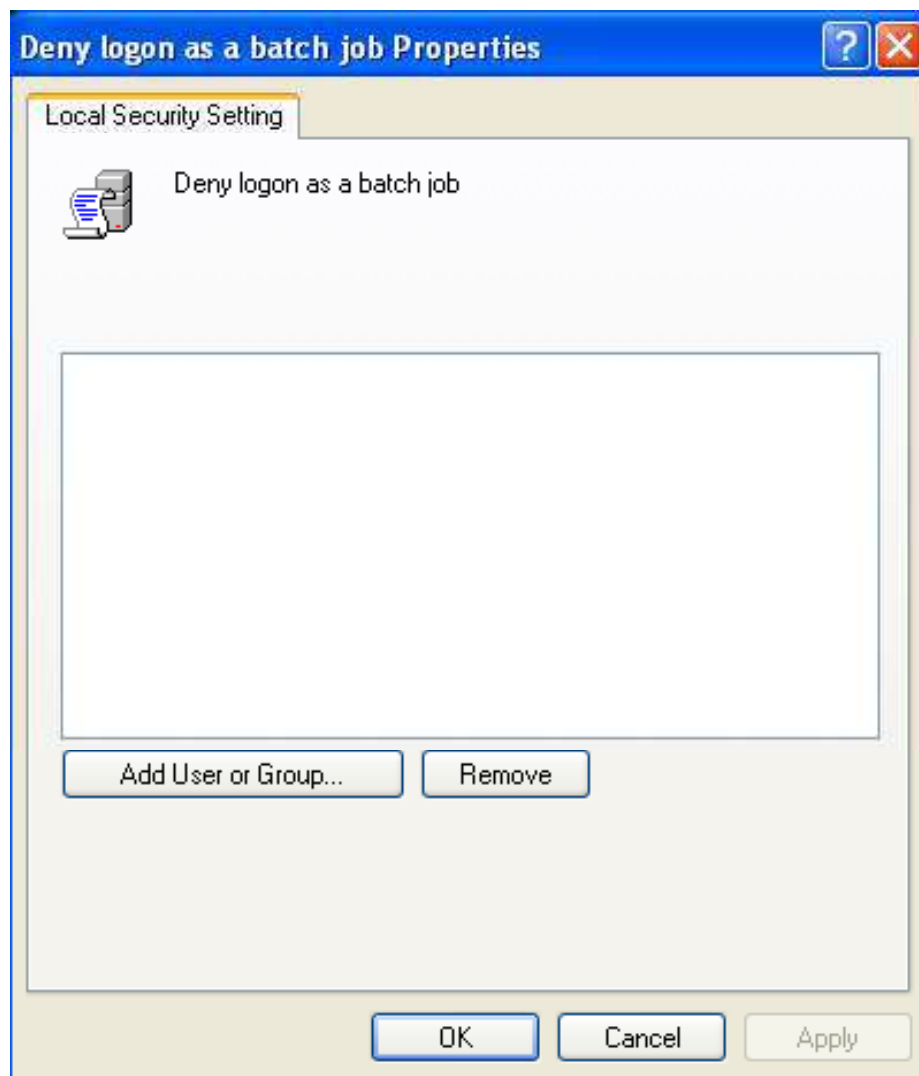 Deny logon as a batch job Properties
?
Local Security Setting
Deny logon as a batch job
Add User or Group...
Remove
OK
Cancel
Apply